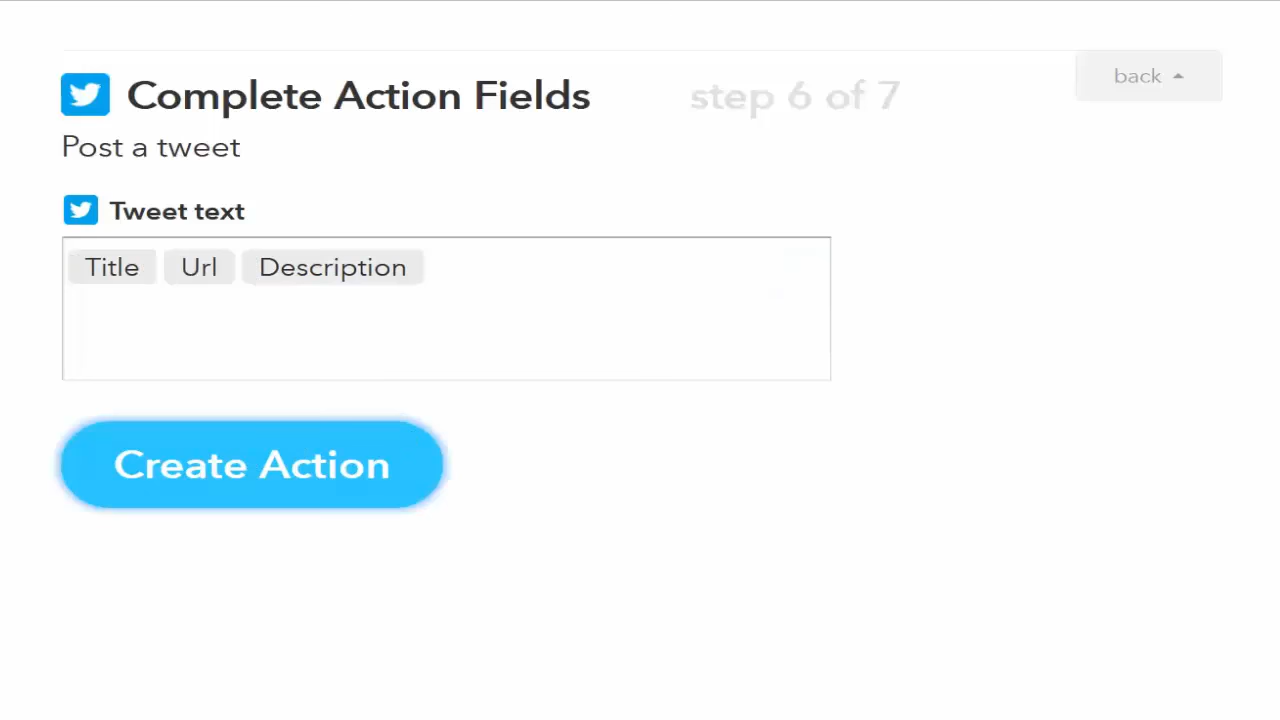 Complete Action Fields step 6 of 7 back
Post a tweet
Tweet text
Title Url Description
Create Action